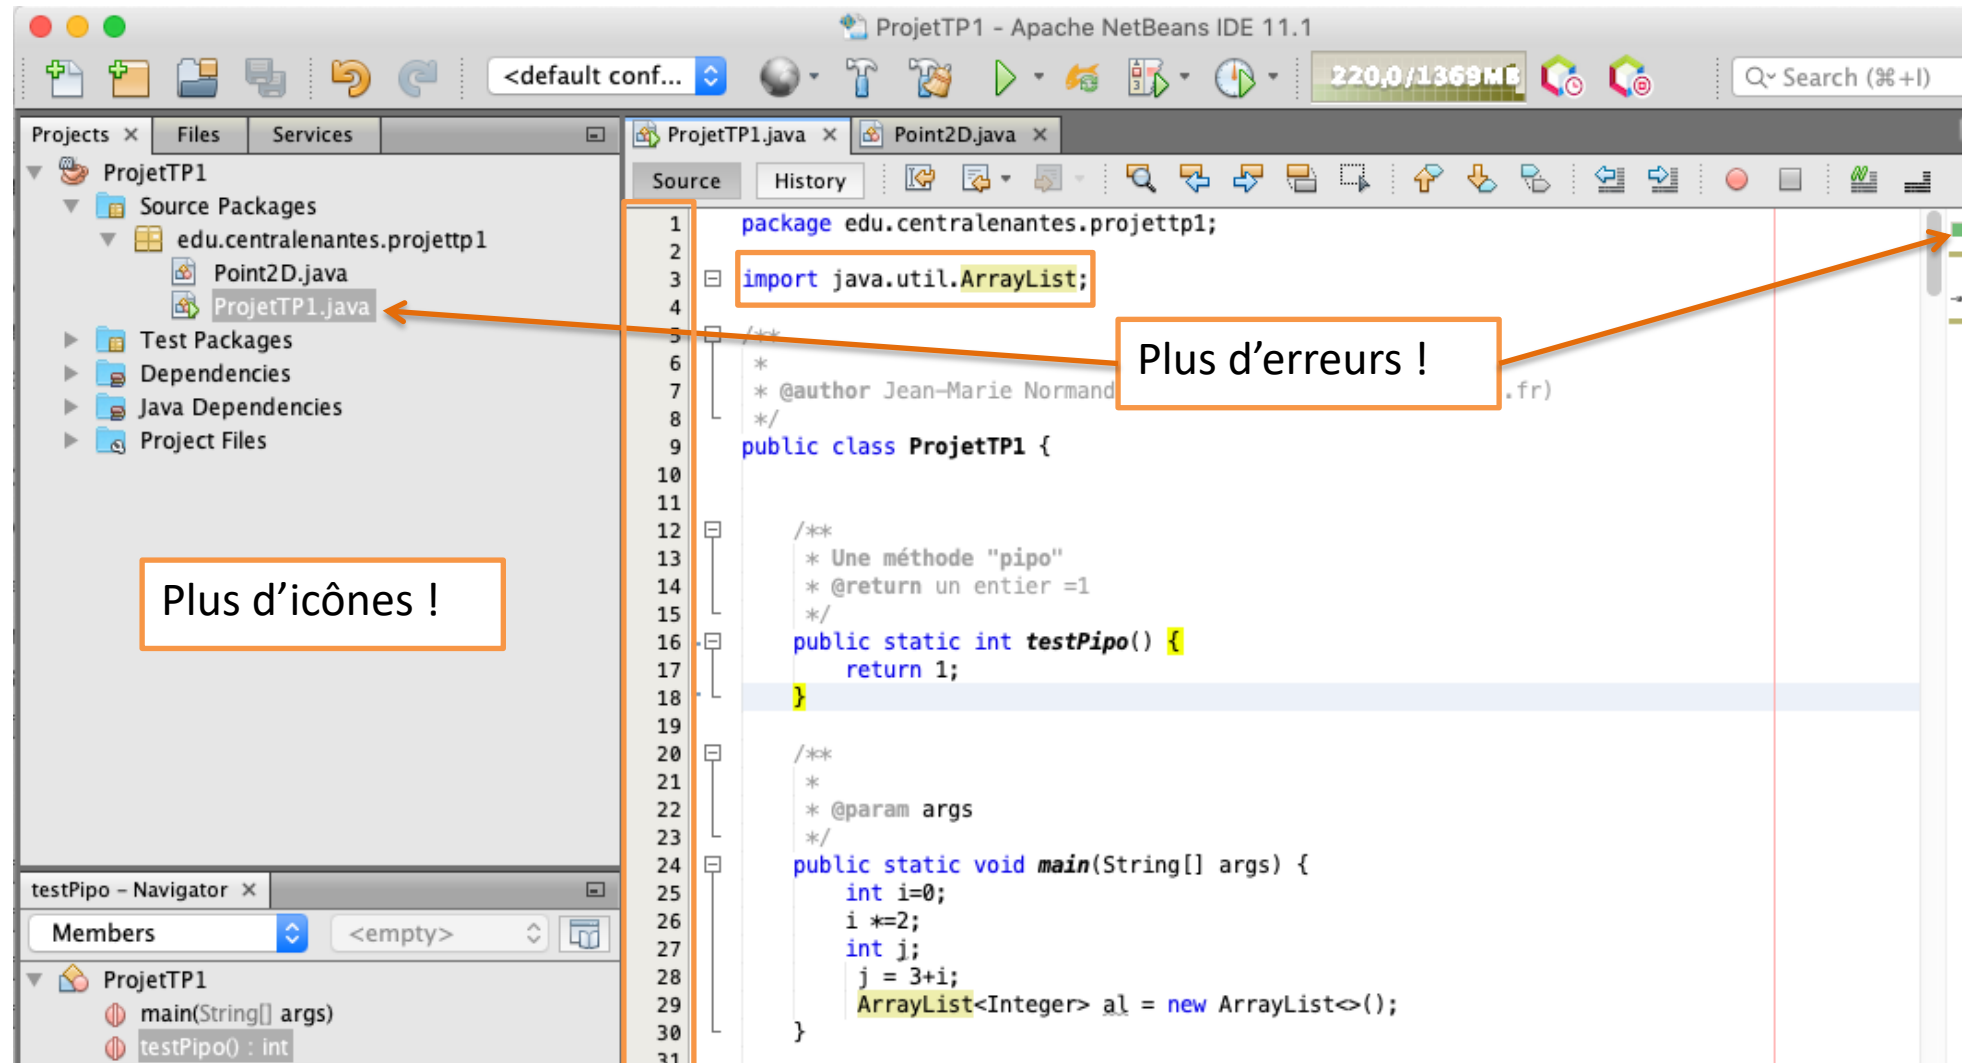 ProjetTP1 - Apache NetBeans IDE 11.1
<default conf...
220,0/1369MB
Search (⌘+I)
Projects × Files Services
ProjetTP1.java × Point2D.java ×
Source History
ProjetTP1
Source Packages
edu.centralenantes.projettp1
Point2D.java
ProjetTP1.java
Test Packages
Dependencies
Java Dependencies
Project Files
Plus d’icônes !
testPipo – Navigator ×
Members <empty>
ProjetTP1
main(String[] args)
testPipo() : int
1 package edu.centralenantes.projettp1;
2
3 import java.util.ArrayList;
4
5 /**
6 *
7 * @author Jean-Marie Normand .fr)
8 */
9 public class ProjetTP1 {
10
11
12 /**
13 * Une méthode "pipo"
14 * @return un entier =1
15 */
16 public static int testPipo() {
17 return 1;
18 }
19
20 /**
21 *
22 * @param args
23 */
24 public static void main(String[] args) {
25 int i=0;
26 i *=2;
27 int j;
28 j = 3+i;
29 ArrayList<Integer> al = new ArrayList<>();
30 }
31
Plus d’erreurs !